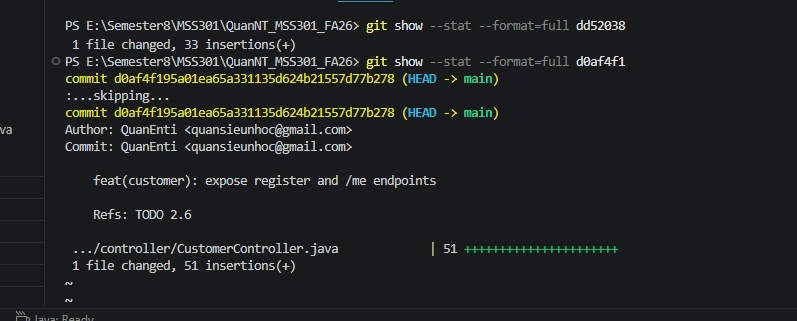 PS E:\Semester8\MSS301\QuanNT_MSS301_FA26> git show --stat --format=full dd52038
1 file changed, 33 insertions(+)
PS E:\Semester8\MSS301\QuanNT_MSS301_FA26> git show --stat --format=full d0af4f1
commit d0af4f195a01ea65a331135d624b21557d77b278 (HEAD -> main)
:...skipping...
commit d0af4f195a01ea65a331135d624b21557d77b278 (HEAD -> main)
va
Author: QuanEnti <quansieunhoc@gmail.com>
Commit: QuanEnti <quansieunhoc@gmail.com>
feat(customer): expose register and /me endpoints
Refs: TODO 2.6
.../controller/CustomerController.java | 51 ++++++++++++++++++++++
1 file changed, 51 insertions(+)
~
~
Java: Ready